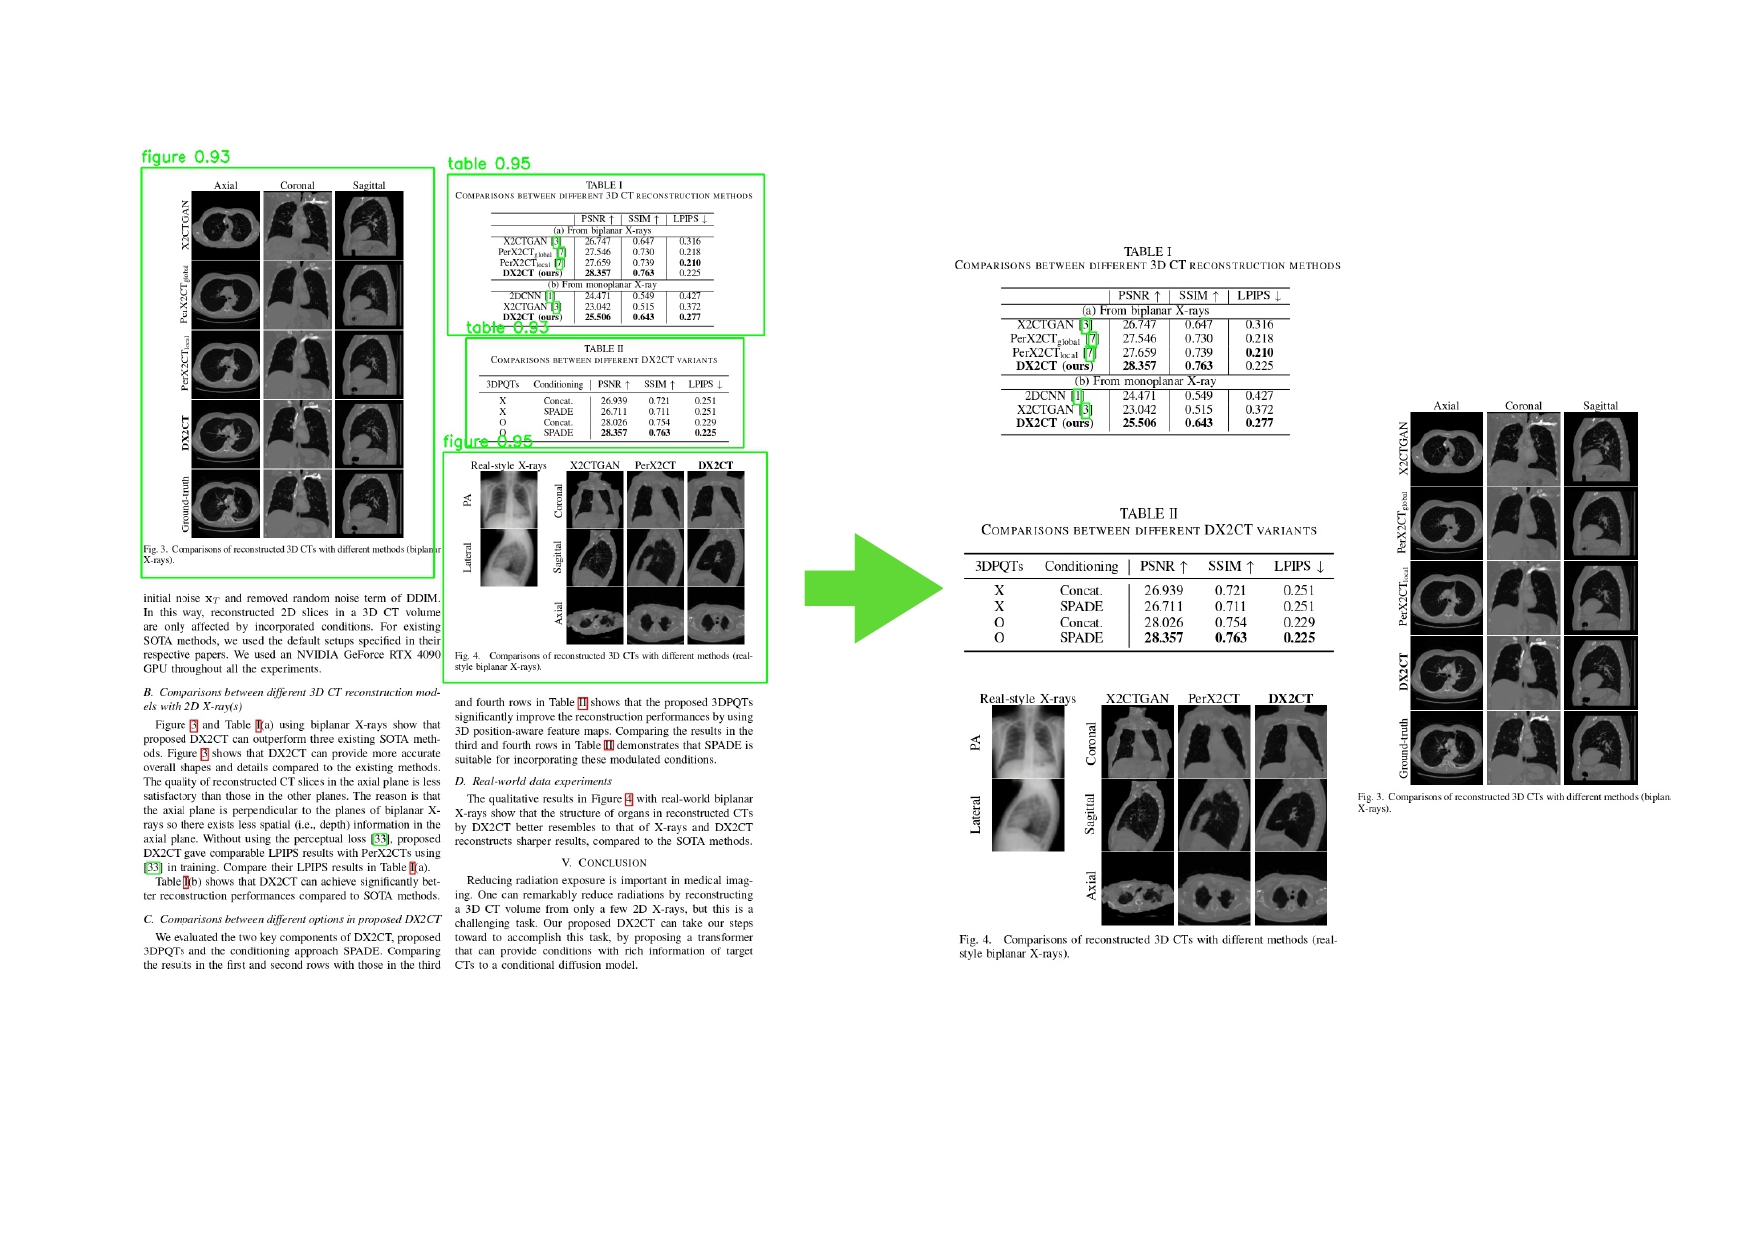 figure 0.93
Axial Coronal Sagittal
X2CTGAN
PerX2CTglobal
PerX2CTlocal
DX2CT
Ground-truth
Fig. 3. Comparisons of reconstructed 3D CTs with different methods (biplanar
X-rays).
initial noise xT and removed random noise term of DDIM.
In this way, reconstructed 2D slices in a 3D CT volume
are only affected by incorporated conditions. For existing
SOTA methods, we used the default setups specified in their
respective papers. We used an NVIDIA GeForce RTX 4090
GPU throughout all the experiments.
B. Comparisons between different 3D CT reconstruction mod-
els with 2D X-ray(s)
Figure 3 and Table I(a) using biplanar X-rays show that
proposed DX2CT can outperform three existing SOTA meth-
ods. Figure 3 shows that DX2CT can provide more accurate
overall shapes and details compared to the existing methods.
The quality of reconstructed CT slices in the axial plane is less
satisfactory than those in the other planes. The reason is that
the axial plane is perpendicular to the planes of biplanar X-
rays so there exists less spatial (i.e., depth) information in the
axial plane. Without using the perceptual loss [33], proposed
DX2CT gave comparable LPIPS results with PerX2CTs using
[33] in training. Compare their LPIPS results in Table I(a).
Table I(b) shows that DX2CT can achieve significantly bet-
ter reconstruction performances compared to SOTA methods.
C. Comparisons between different options in proposed DX2CT
We evaluated the two key components of DX2CT, proposed
3DPQTs and the conditioning approach SPADE. Comparing
the results in the first and second rows with those in the third
table 0.95
TABLE I
COMPARISONS BETWEEN DIFFERENT 3D CT RECONSTRUCTION METHODS
PSNR ↑ SSIM ↑ LPIPS ↓
(a) From biplanar X-rays
X2CTGAN [3] 26.747 0.647 0.316
PerX2CTglobal [7] 27.546 0.730 0.218
PerX2CTlocal [7] 27.659 0.739 0.210
DX2CT (ours) 28.357 0.763 0.225
(b) From monoplanar X-ray
2DCNN [1] 24.471 0.549 0.427
X2CTGAN [3] 23.042 0.515 0.372
DX2CT (ours) 25.506 0.643 0.277
table 0.93
TABLE II
COMPARISONS BETWEEN DIFFERENT DX2CT VARIANTS
3DPQTs Conditioning PSNR ↑ SSIM ↑ LPIPS ↓
X Concat. 26.939 0.721 0.251
X SPADE 26.711 0.711 0.251
O Concat. 28.026 0.754 0.229
O SPADE 28.357 0.763 0.225
figure 0.95
Real-style X-rays X2CTGAN PerX2CT DX2CT
PA Coronal
Lateral Sagittal
Axial
Fig. 4. Comparisons of reconstructed 3D CTs with different methods (real-
style biplanar X-rays).
and fourth rows in Table II shows that the proposed 3DPQTs
significantly improve the reconstruction performances by using
3D position-aware feature maps. Comparing the results in the
third and fourth rows in Table II demonstrates that SPADE is
suitable for incorporating these modulated conditions.
D. Real-world data experiments
The qualitative results in Figure 4 with real-world biplanar
X-rays show that the structure of organs in reconstructed CTs
by DX2CT better resembles to that of X-rays and DX2CT
reconstructs sharper results, compared to the SOTA methods.
V. CONCLUSION
Reducing radiation exposure is important in medical imag-
ing. One can remarkably reduce radiations by reconstructing
a 3D CT volume from only a few 2D X-rays, but this is a
challenging task. Our proposed DX2CT can take our steps
toward to accomplish this task, by proposing a transformer
that can provide conditions with rich information of target
CTs to a conditional diffusion model.
TABLE I
COMPARISONS BETWEEN DIFFERENT 3D CT RECONSTRUCTION METHODS
PSNR ↑ SSIM ↑ LPIPS ↓
(a) From biplanar X-rays
X2CTGAN [3] 26.747 0.647 0.316
PerX2CTglobal [7] 27.546 0.730 0.218
PerX2CTlocal [7] 27.659 0.739 0.210
DX2CT (ours) 28.357 0.763 0.225
(b) From monoplanar X-ray
2DCNN [1] 24.471 0.549 0.427
X2CTGAN [3] 23.042 0.515 0.372
DX2CT (ours) 25.506 0.643 0.277
TABLE II
COMPARISONS BETWEEN DIFFERENT DX2CT VARIANTS
3DPQTs Conditioning PSNR ↑ SSIM ↑ LPIPS ↓
X Concat. 26.939 0.721 0.251
X SPADE 26.711 0.711 0.251
O Concat. 28.026 0.754 0.229
O SPADE 28.357 0.763 0.225
Real-style X-rays X2CTGAN PerX2CT DX2CT
PA Coronal
Lateral Sagittal
Axial
Fig. 4. Comparisons of reconstructed 3D CTs with different methods (real-
style biplanar X-rays).
Axial Coronal Sagittal
X2CTGAN
PerX2CTglobal
PerX2CTlocal
DX2CT
Ground-truth
Fig. 3. Comparisons of reconstructed 3D CTs with different methods (biplan
X-rays).